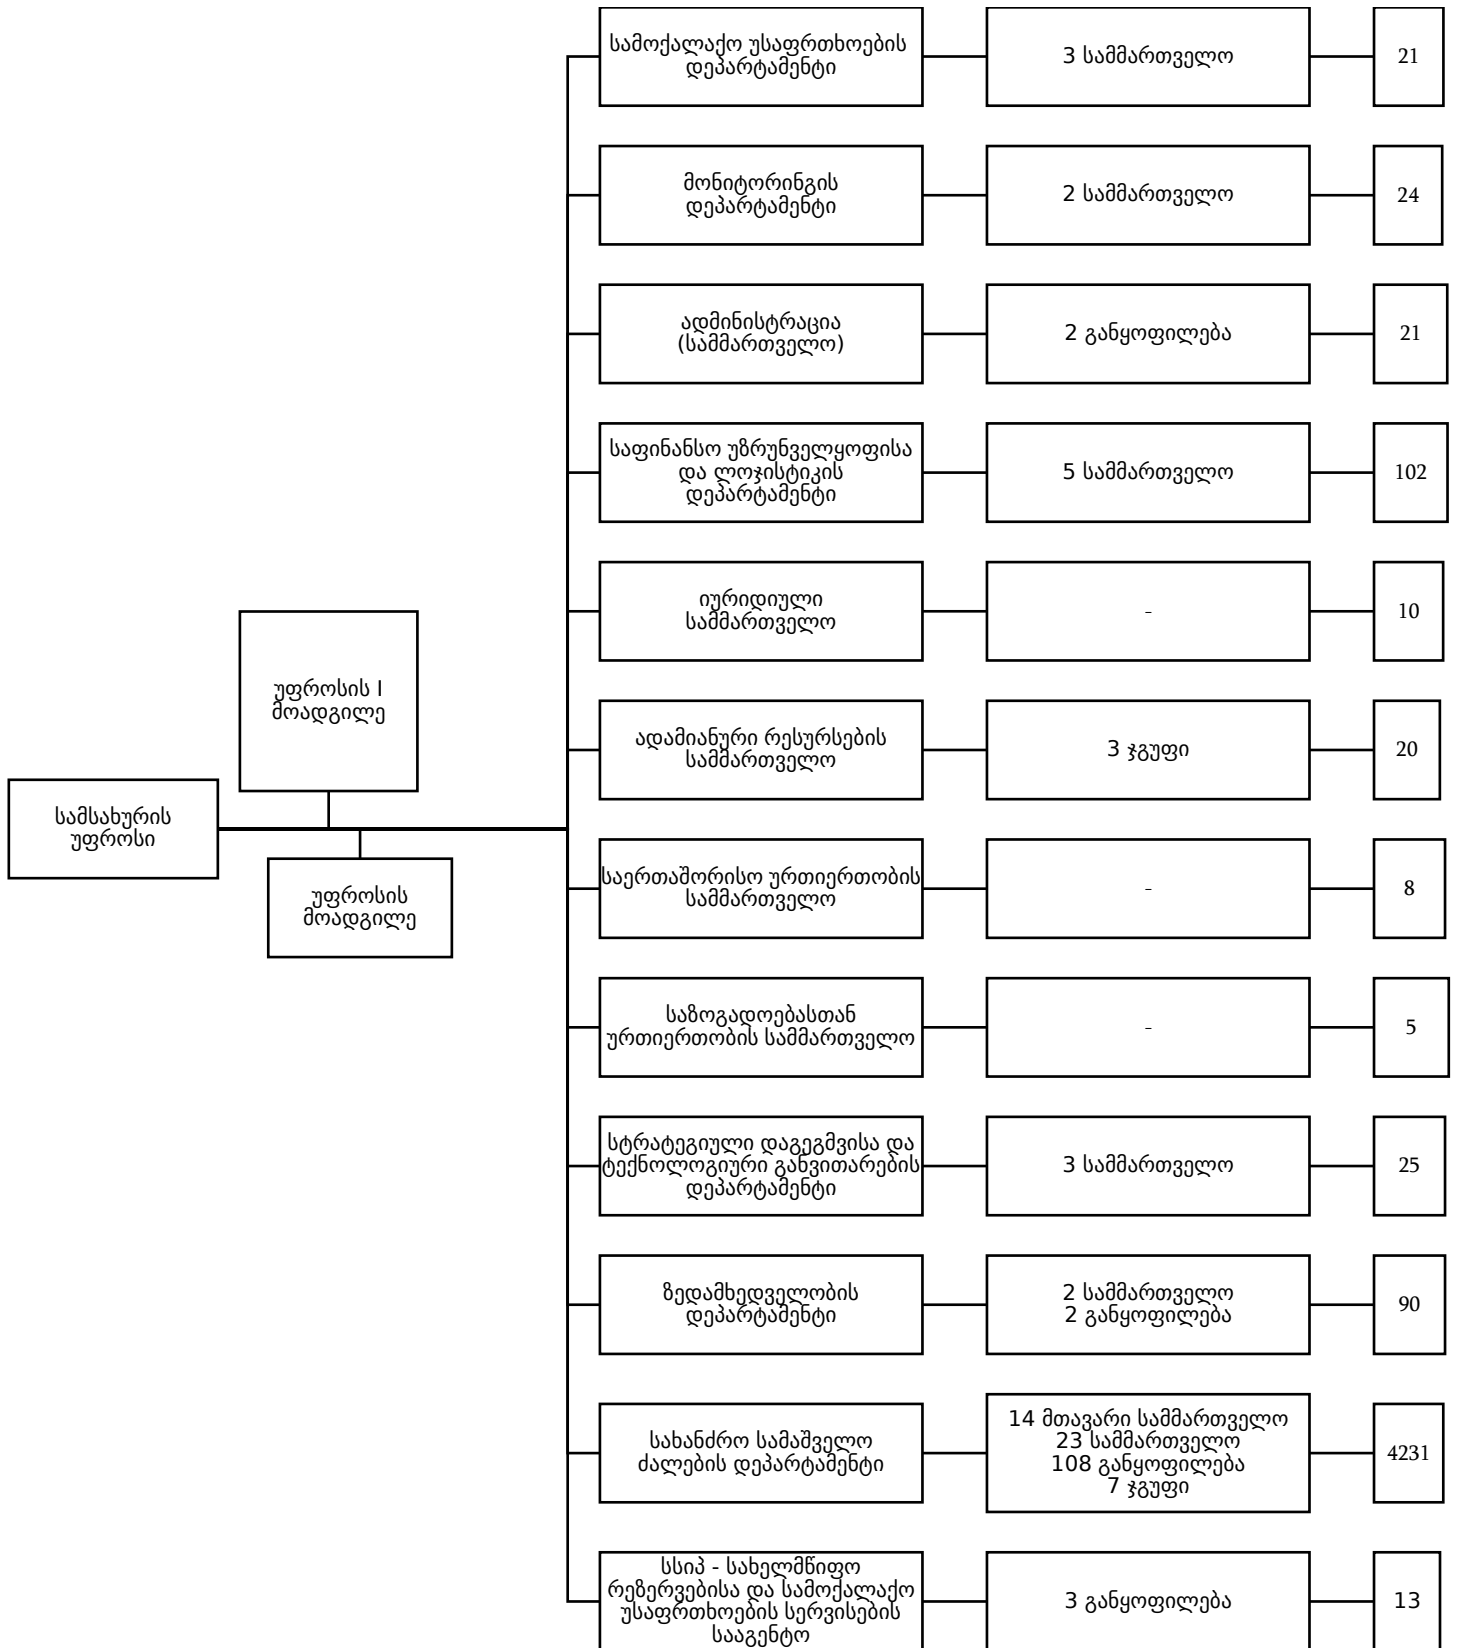 სამოქალაქო უსაფრთხოების
დეპარტამენტი
3 სამმართველო
21
მონიტორინგის
დეპარტამენტი
2 სამმართველო
24
ადმინისტრაცია
(სამმართველო)
2 განყოფილება
21
საფინანსო უზრუნველყოფისა
და ლოჯისტიკის
დეპარტამენტი
5 სამმართველო
102
იურიდიული
სამმართველო
-
10
უფროსის I
მოადგილე
ადამიანური რესურსების
სამმართველო
3 ჯგუფი
20
სამსახურის
უფროსი
უფროსის
მოადგილე
საერთაშორისო ურთიერთობის
სამმართველო
-
8
საზოგადოებასთან
ურთიერთობის სამმართველო
-
5
სტრატეგიული დაგეგმვისა და
ტექნოლოგიური განვითარების
დეპარტამენტი
3 სამმართველო
25
ზედამხედველობის
დეპარტამენტი
2 სამმართველო
2 განყოფილება
90
სახანძრო სამაშველო
ძალების დეპარტამენტი
14 მთავარი სამმართველო
23 სამმართველო
108 განყოფილება
7 ჯგუფი
4231
სსიპ - სახელმწიფო
რეზერვებისა და სამოქალაქო
უსაფრთხოების სერვისების
სააგენტო
3 განყოფილება
13